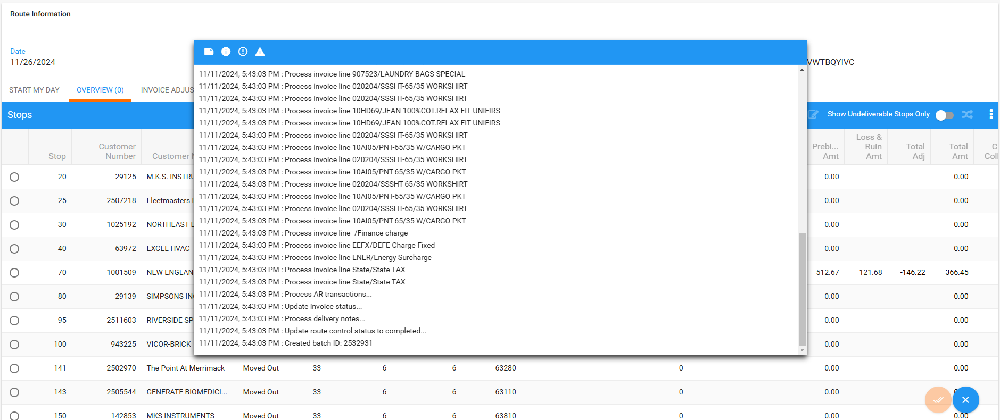 Route Information
Date
11/26/2024
VWTBQYIVC
START MY DAY
OVERVIEW (0)
INVOICE ADJUS
11/11/2024, 5:43:03 PM : Process invoice line 907523/LAUNDRY BAGS-SPECIAL
11/11/2024, 5:43:03 PM : Process invoice line 020204/SSSHT-65/35 WORKSHIRT
11/11/2024, 5:43:03 PM : Process invoice line 020204/SSSHT-65/35 WORKSHIRT
11/11/2024, 5:43:03 PM : Process invoice line 10HD69/JEAN-100%COT.RELAX FIT UNIFIRS
11/11/2024, 5:43:03 PM : Process invoice line 10HD69/JEAN-100%COT.RELAX FIT UNIFIRS
11/11/2024, 5:43:03 PM : Process invoice line 020204/SSSHT-65/35 WORKSHIRT
11/11/2024, 5:43:03 PM : Process invoice line 10AI05/PNT-65/35 W/CARGO PKT
11/11/2024, 5:43:03 PM : Process invoice line 020204/SSSHT-65/35 WORKSHIRT
11/11/2024, 5:43:03 PM : Process invoice line 10AI05/PNT-65/35 W/CARGO PKT
11/11/2024, 5:43:03 PM : Process invoice line 020204/SSSHT-65/35 WORKSHIRT
11/11/2024, 5:43:03 PM : Process invoice line 10AI05/PNT-65/35 W/CARGO PKT
11/11/2024, 5:43:03 PM : Process invoice line 020204/SSSHT-65/35 WORKSHIRT
11/11/2024, 5:43:03 PM : Process invoice line 10AI05/PNT-65/35 W/CARGO PKT
11/11/2024, 5:43:03 PM : Process invoice line -/Finance charge
11/11/2024, 5:43:03 PM : Process invoice line EEFX/DEFE Charge Fixed
11/11/2024, 5:43:03 PM : Process invoice line ENER/Energy Surcharge
11/11/2024, 5:43:03 PM : Process invoice line State/State TAX
11/11/2024, 5:43:03 PM : Process invoice line State/State TAX
11/11/2024, 5:43:03 PM : Process AR transactions...
11/11/2024, 5:43:03 PM : Update invoice status...
11/11/2024, 5:43:03 PM : Process delivery notes...
11/11/2024, 5:43:03 PM : Update route control status to completed...
11/11/2024, 5:43:03 PM : Created batch ID: 2532931
Stops
Show Undeliverable Stops Only
Stop
Customer Number
Customer
Prebi... Amt
Loss & Ruin Amt
Total Adj
Total Amt
Coll
20 29125 M.K.S. INSTRU 0.00 0.00
25 2507218 Fleetmasters 0.00 0.00
30 1025192 NORTHEAST 0.00 0.00
40 63972 EXCEL HVAC 0.00 0.00
70 1001509 NEW ENGLAN 512.67 121.68 -146.22 366.45
80 29139 SIMPSONS IN 0.00 0.00
95 2511603 RIVERSIDE SP 0.00 0.00
100 943225 VICOR-BRICK 0.00 0.00
141 2502970 The Point At Merrimack Moved Out 33 6 6 63280 0 0.00 0.00
143 2505544 GENERATE BIOMEDICI... Moved Out 33 6 6 63110 0 0.00
150 142853 MKS INSTRUMENTS Moved Out 33 6 6 63810 0 0.00 0.00